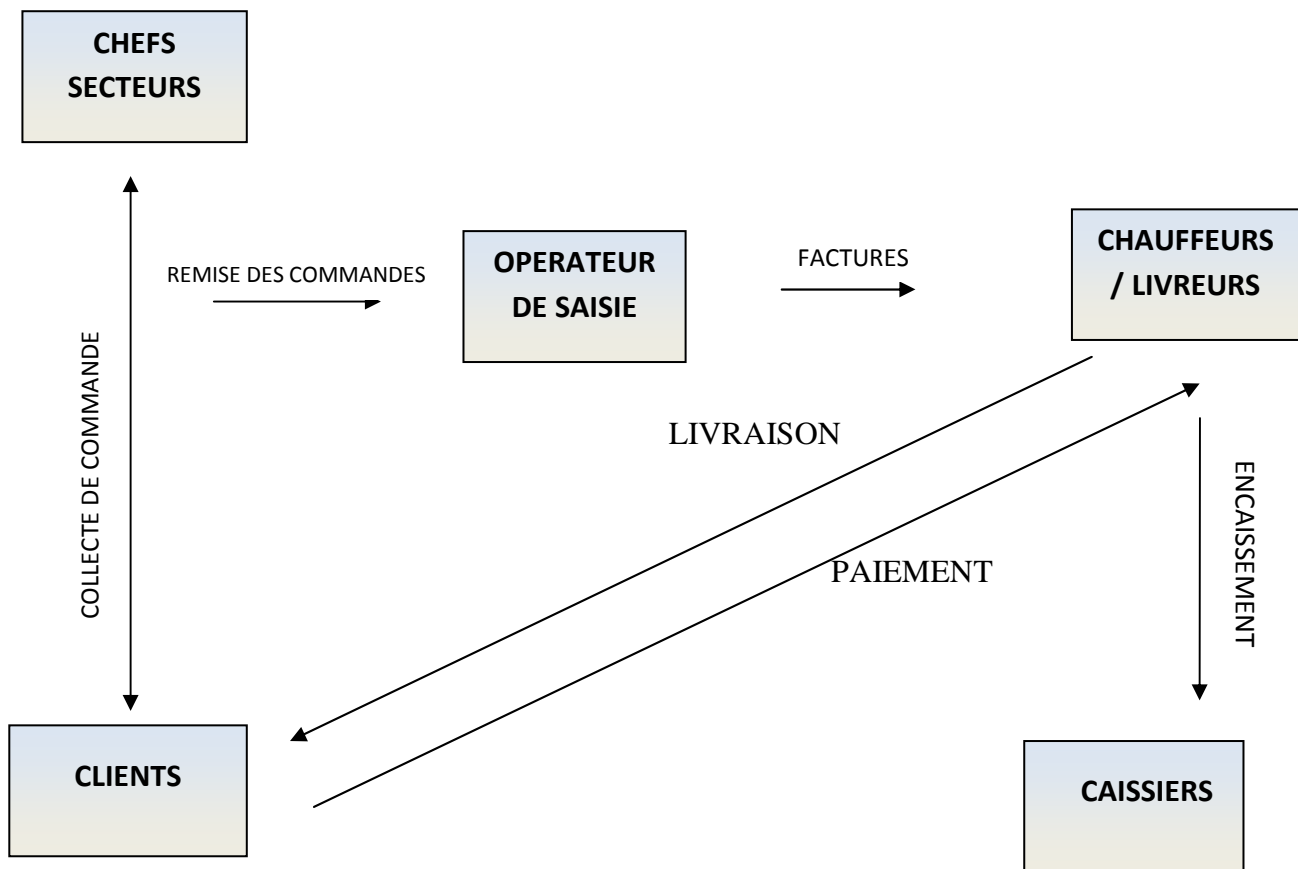 CHEFS
SECTEURS
REMISE DES COMMANDES
OPERATEUR
DE SAISIE
FACTURES
CHAUFFEURS
/ LIVREURS
COLLECTE DE COMMANDE
LIVRAISON
PAIEMENT
ENCAISSEMENT
CLIENTS
CAISSIERS